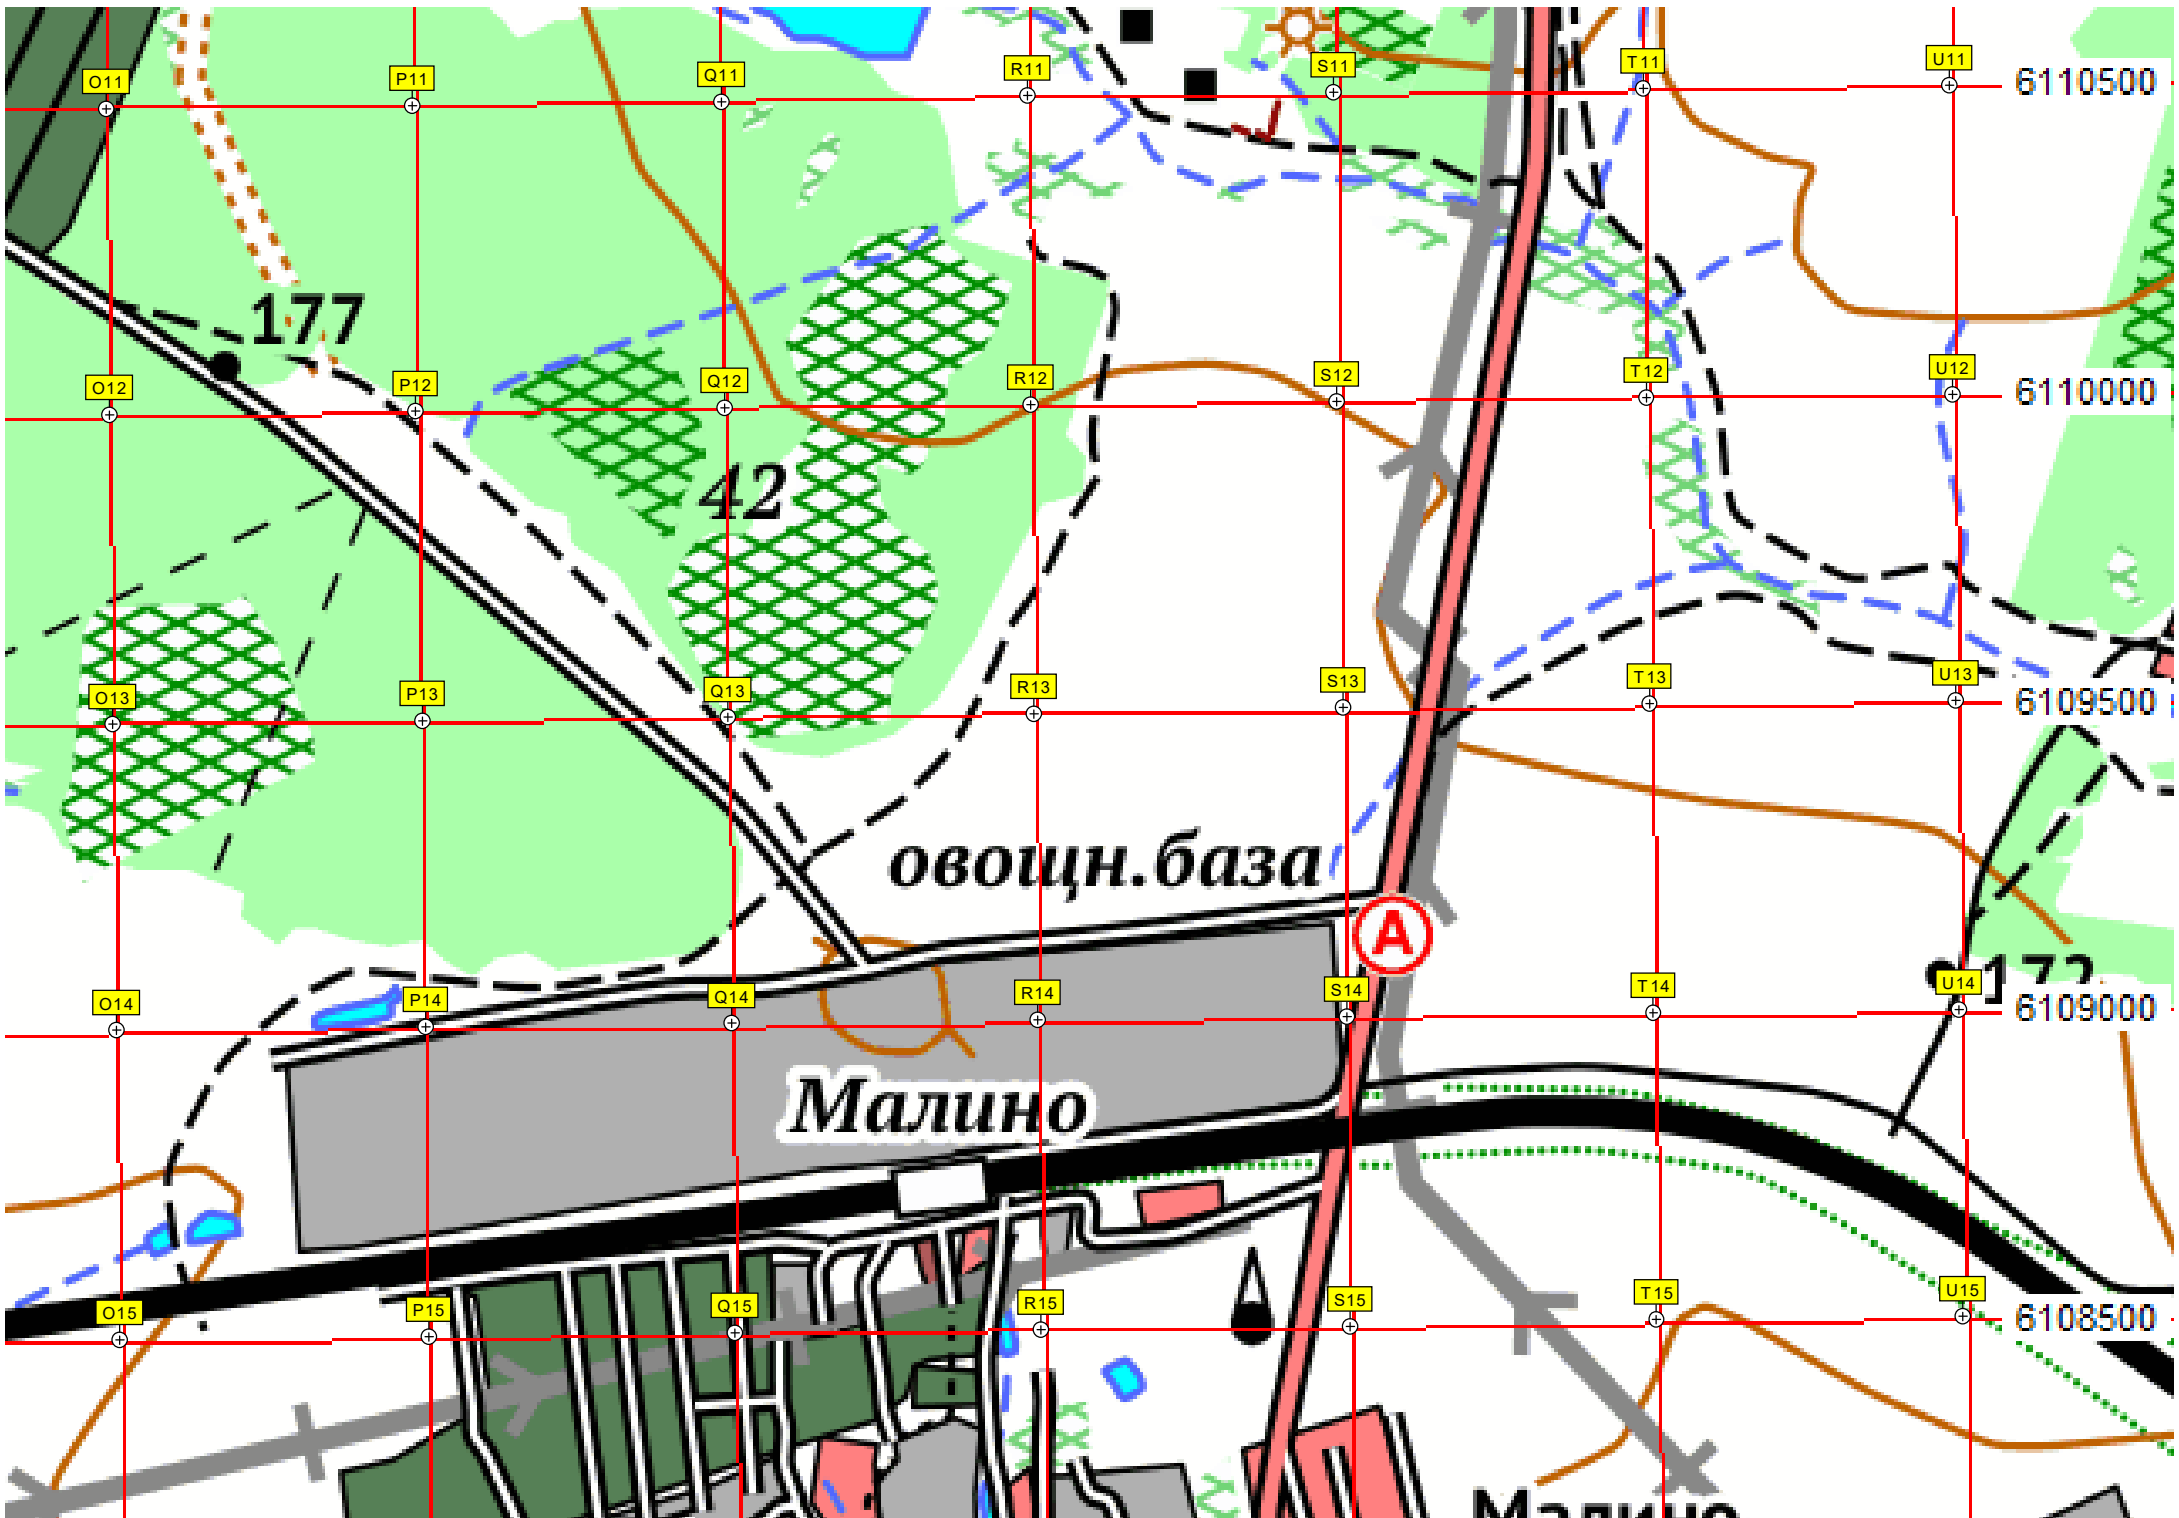 O11 P11 Q11 R11 S11 T11 U11 6110500
177
O12 P12 Q12 R12 S12 T12 U12 6110000
42
O13 P13 Q13 R13 S13 T13 U13 6109500
овощн.база
А
172
O14 P14 Q14 R14 S14 T14 U14 6109000
Малино
O15 P15 Q15 R15 S15 T15 U15 6108500
Малино